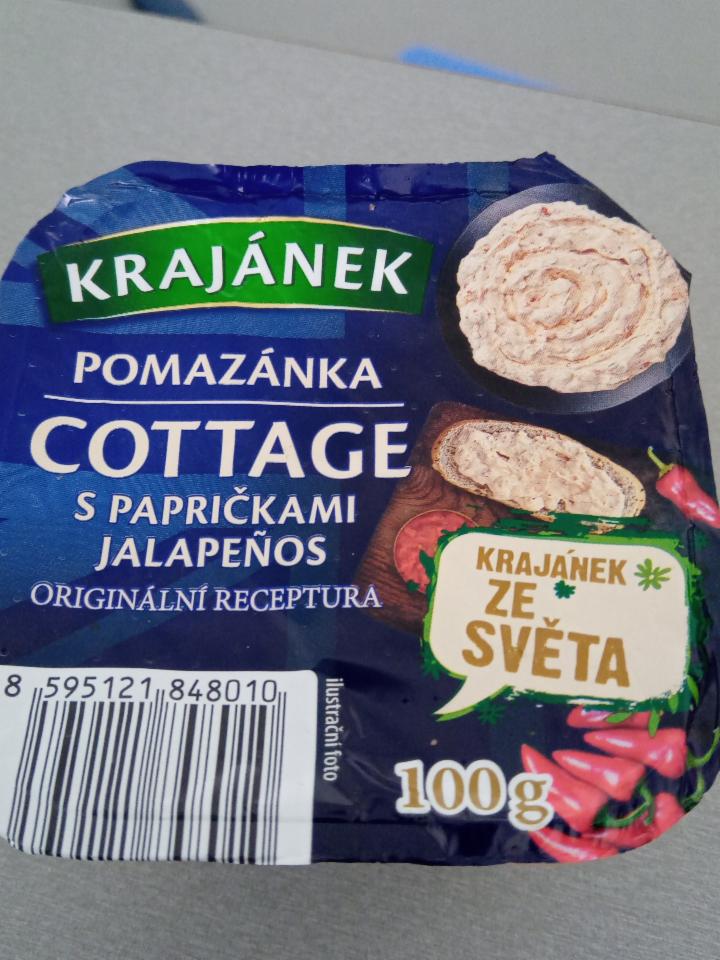 KRAJÁNEK
POMAZÁNKA
COTTAGE
S PAPRIČKAMI
JALAPEÑOS
ORIGINÁLNÍ RECEPTURA
KRAJÁNEK
ZE
SVĚTA
8 595121 848010
ilustrační foto
100g